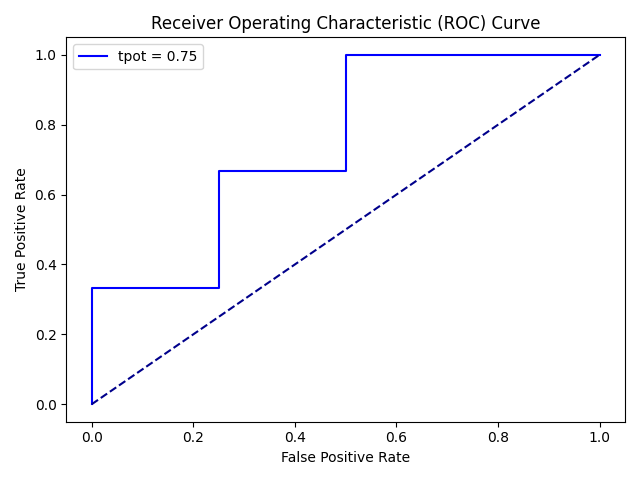 Receiver Operating Characteristic (ROC) Curve
tpot = 0.75
1.0
0.8
0.6
0.4
0.2
0.0
True Positive Rate
0.0 0.2 0.4 0.6 0.8 1.0
False Positive Rate